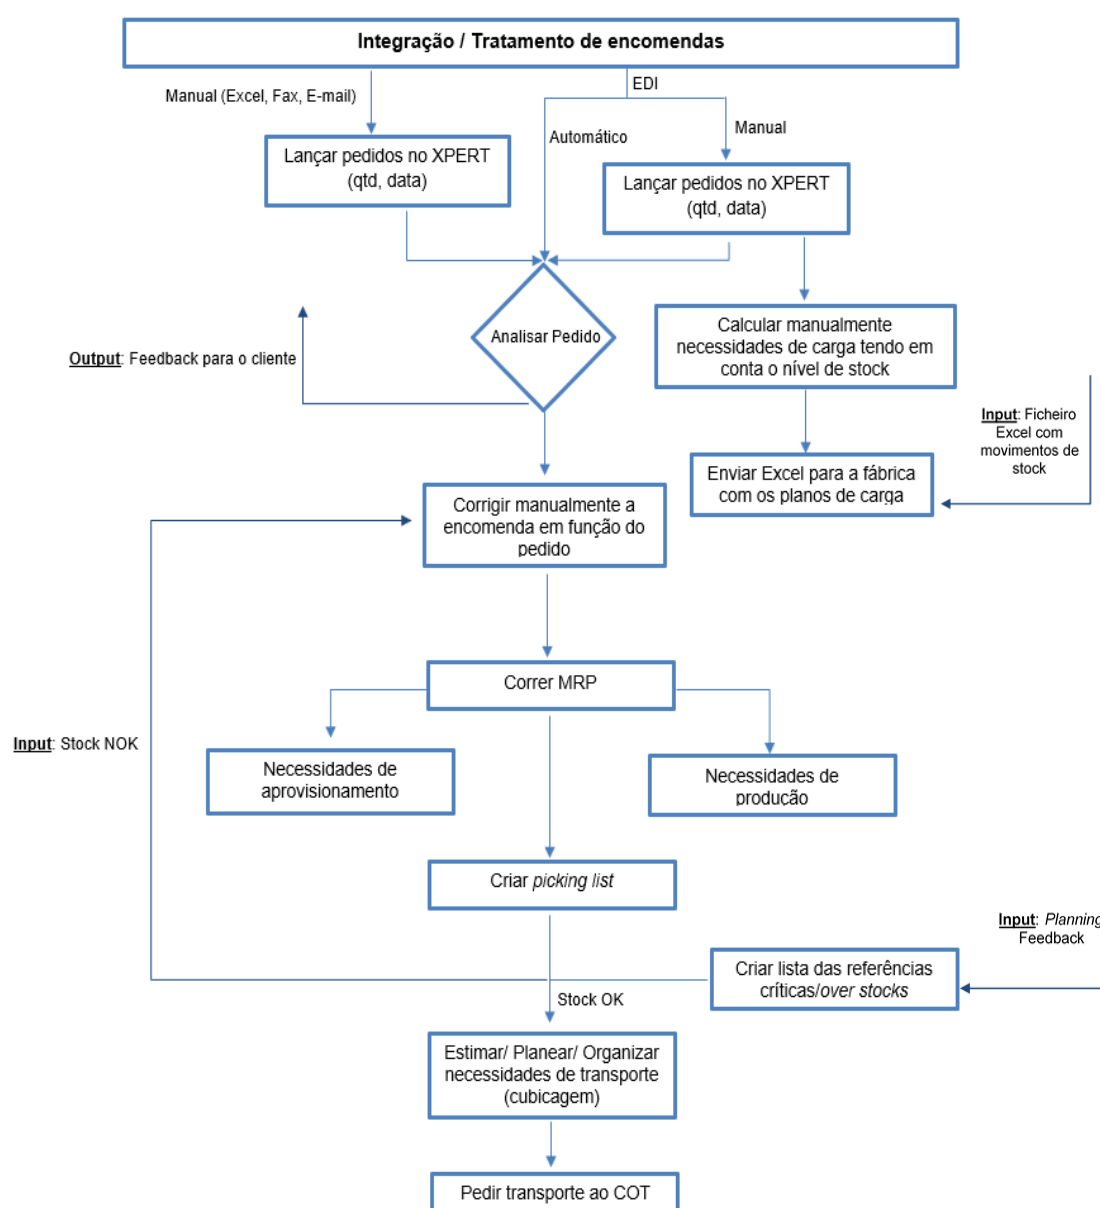 Integração / Tratamento de encomendas
EDI
Manual (Excel, Fax, E-mail)
Automático
Manual
Lançar pedidos no XPERT
(qtd, data)
Lançar pedidos no XPERT
(qtd, data)
Analisar Pedido
Calcular manualmente
necessidades de carga tendo em
conta o nível de stock
Output: Feedback para o cliente
Input: Ficheiro
Excel com
movimentos de
stock
Enviar Excel para a fábrica
com os planos de carga
Corrigir manualmente a
encomenda em função do
pedido
Correr MRP
Input: Stock NOK
Necessidades de
aprovisionamento
Necessidades de
produção
Criar picking list
Input: Planning
Feedback
Criar lista das referências
críticas/over stocks
Stock OK
Estimar/ Planear/ Organizar
necessidades de transporte
(cubicagem)
Pedir transporte ao COT